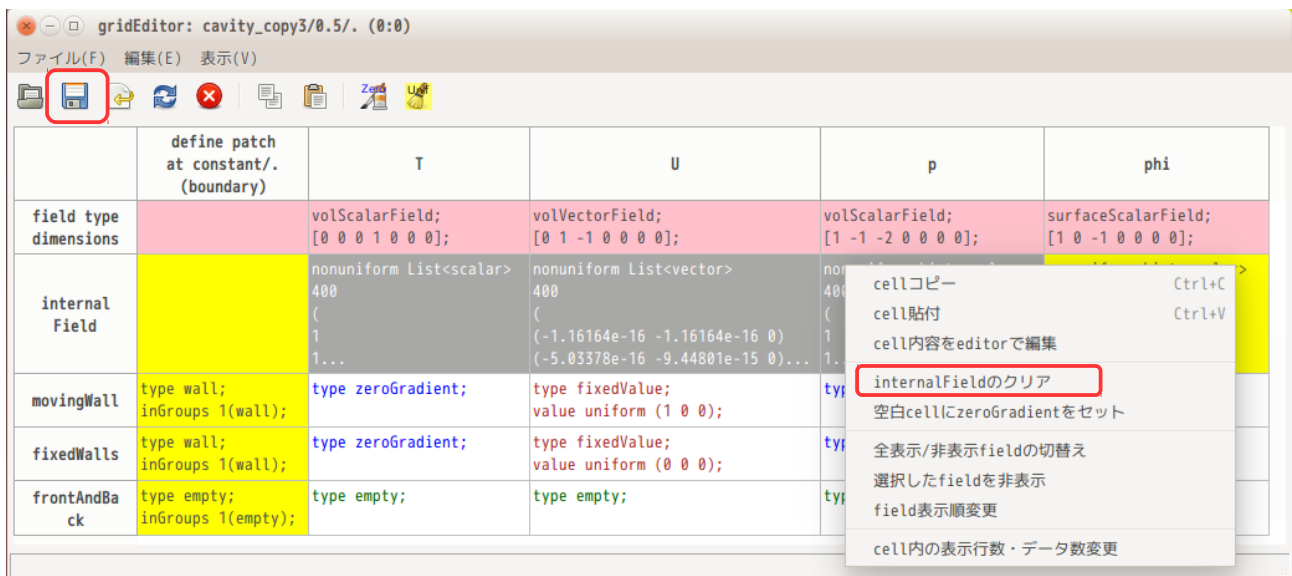 gridEditor: cavity_copy3/0.5/. (0:0)
ファイル(F) 編集(E) 表示(V)
define patch
at constant/.
(boundary)
T
U
p
phi
field type
dimensions
volScalarField;
[0 0 0 1 0 0 0];
volVectorField;
[0 1 -1 0 0 0 0];
volScalarField;
[1 -1 -2 0 0 0 0];
surfaceScalarField;
[1 0 -1 0 0 0 0];
internal
Field
nonuniform List<scalar>
400
(
1
1...
nonuniform List<vector>
400
(
(-1.16164e-16 -1.16164e-16 0)
(-5.03378e-16 -9.44801e-15 0)...
400
(
1
1..
movingWall
type wall;
inGroups 1(wall);
type zeroGradient;
type fixedValue;
value uniform (1 0 0);
fixedWalls
type wall;
inGroups 1(wall);
type zeroGradient;
type fixedValue;
value uniform (0 0 0);
frontAndBa
ck
type empty;
inGroups 1(empty);
type empty;
type empty;
cellコピー Ctrl+C
cell貼付 Ctrl+V
cell内容をeditorで編集
internalFieldのクリア
空白cellにzeroGradientをセット
全表示/非表示fieldの切替え
選択したfieldを非表示
field表示順変更
cell内の表示行数・データ数変更